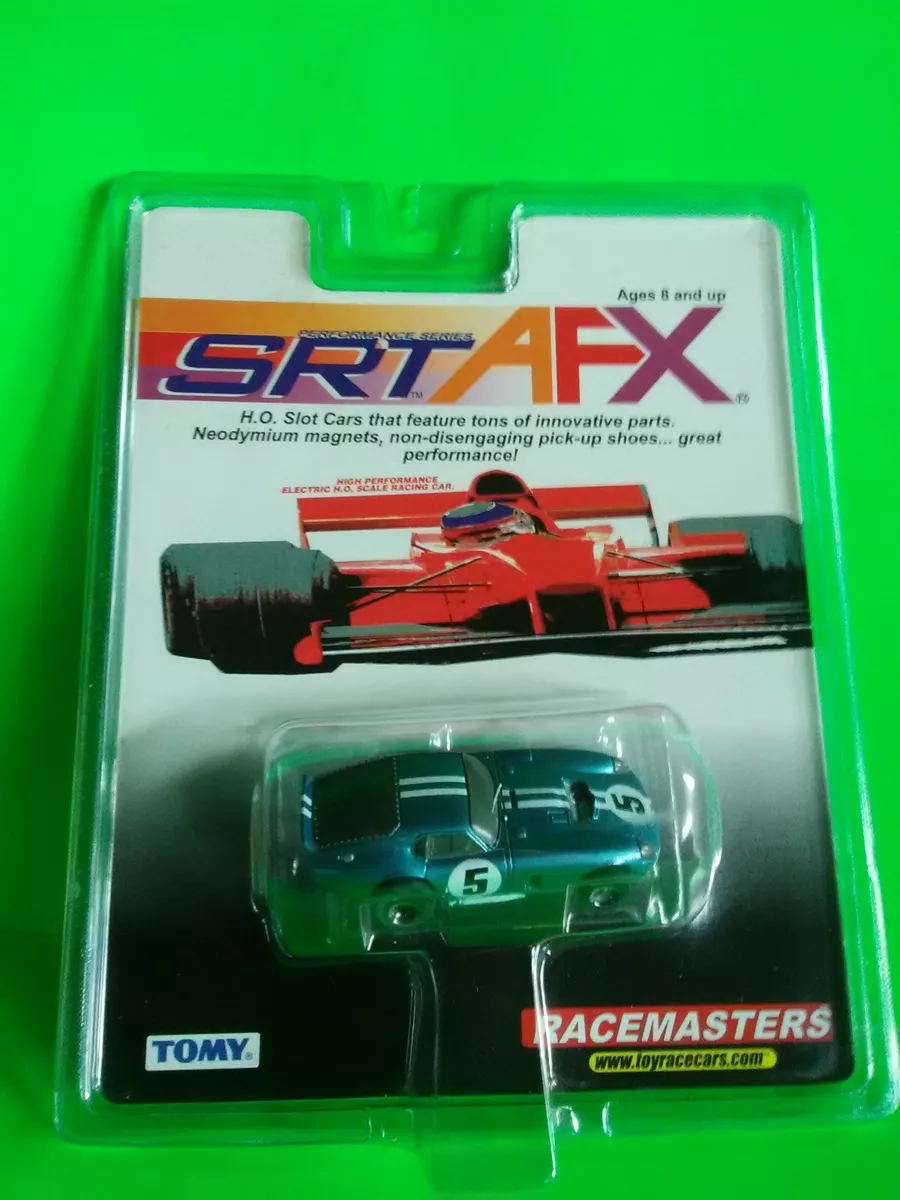 Ages 8 and up
PERFORMANCE SERIES
SRT™ AFX®
H.O. Slot Cars that feature tons of innovative parts.
Neodymium magnets, non-disengaging pick-up shoes... great
performance!
HIGH PERFORMANCE
ELECTRIC H.O. SCALE RACING CAR.
5
5
RACEMASTERS
TOMY®
www.toyracecars.com